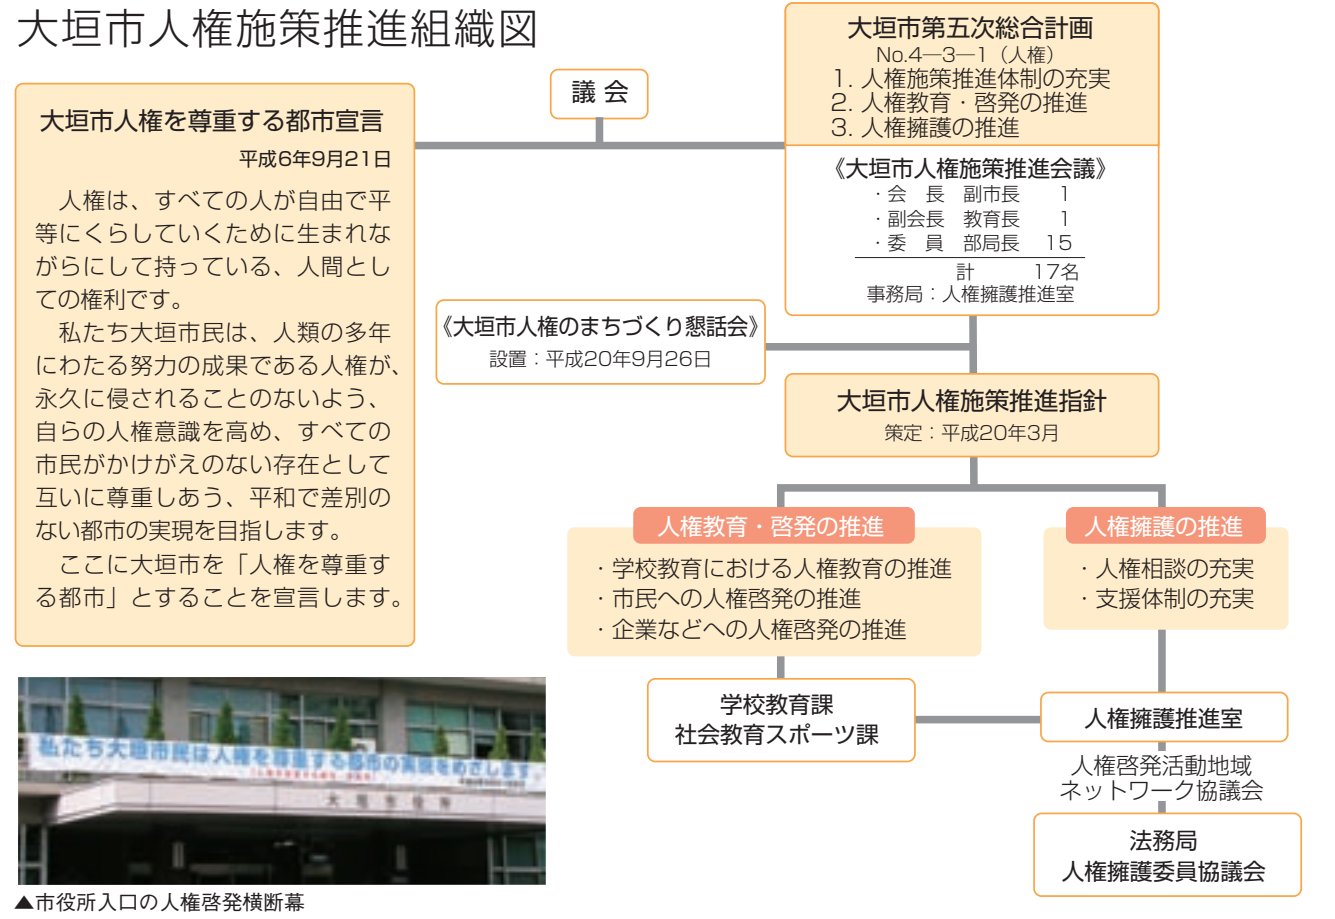 大垣市人権施策推進組織図
大垣市人権を尊重する都市宣言
平成6年9月21日
人権は、すべての人が自由で平
等にくらしていくために生まれな
がらにして持っている、人間とし
ての権利です。
私たち大垣市民は、人類の多年
にわたる努力の成果である人権が、
永久に侵されることのないよう、
自らの人権意識を高め、すべての
市民がかけがえのない存在として
互いに尊重しあう、平和で差別の
ない都市の実現を目指します。
ここに大垣市を「人権を尊重す
る都市」とすることを宣言します。
議 会
大垣市第五次総合計画
No.4―3―1（人権）
1. 人権施策推進体制の充実
2. 人権教育・啓発の推進
3. 人権擁護の推進
《大垣市人権施策推進会議》
・会　長　副市長　1
・副会長　教育長　1
・委　員　部局長　15
計　17名
事務局：人権擁護推進室
《大垣市人権のまちづくり懇話会》
設置：平成20年9月26日
大垣市人権施策推進指針
策定：平成20年3月
人権教育・啓発の推進
・学校教育における人権教育の推進
・市民への人権啓発の推進
・企業などへの人権啓発の推進
人権擁護の推進
・人権相談の充実
・支援体制の充実
学校教育課
社会教育スポーツ課
人権擁護推進室
人権啓発活動地域
ネットワーク協議会
法務局
人権擁護委員協議会
私たち大垣市民は人権を尊重する都市の実現をめざします
大垣市役所
▲市役所入口の人権啓発横断幕